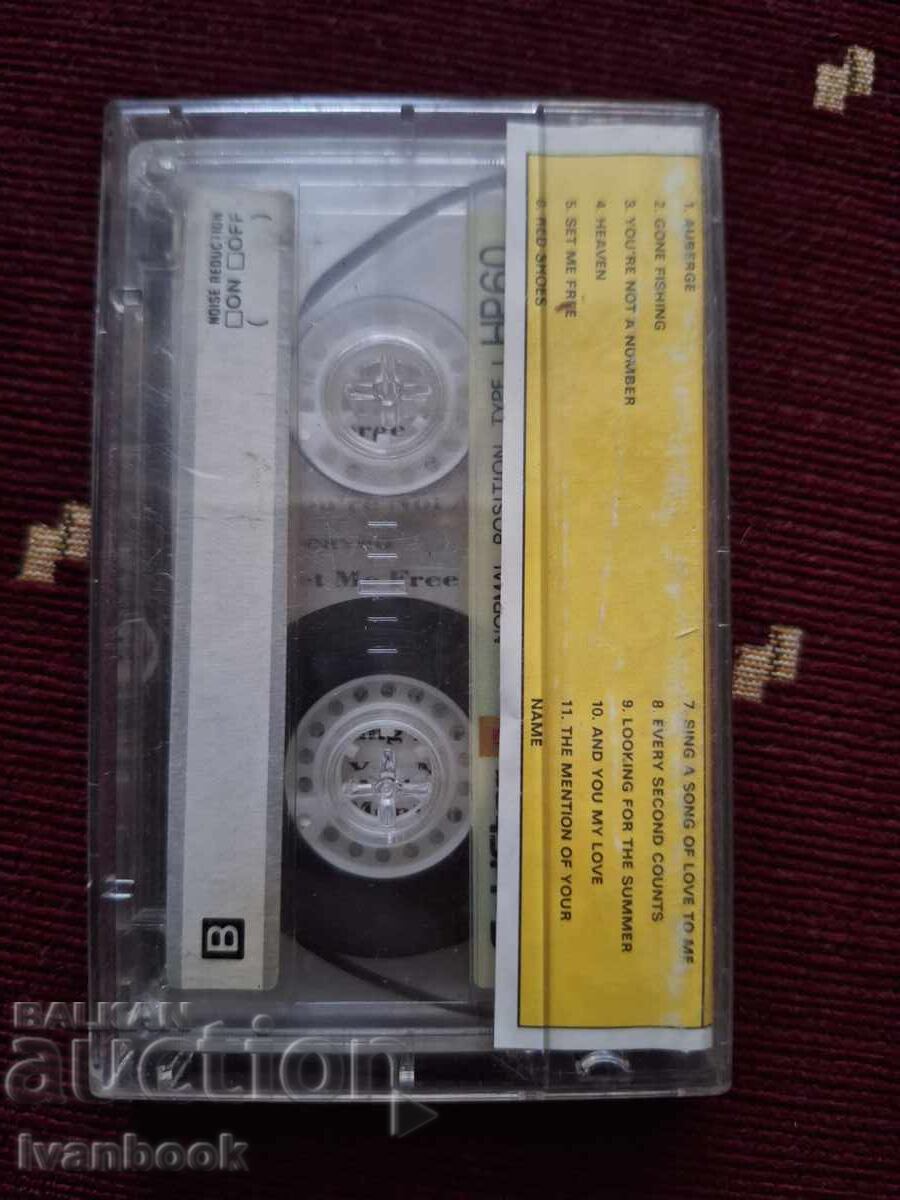 1. AUBERGE
2. GONE FISHING
3. YOU'RE NOT A NUMBER
4. HEAVEN
5. SET ME FREE
6. RED SHOES
7. SING A SONG OF LOVE TO ME
8 EVERY SECOND COUNTS
9. LOOKING FOR THE SUMMER
10. AND YOU MY LOVE
11. THE MENTION OF YOUR
NAME
NOISE REDUCTION
□ON □OFF
( )
B
HP60
NORMAL POSITION TYPE I
et Me Free
BALKAN
auction
Ivanbook